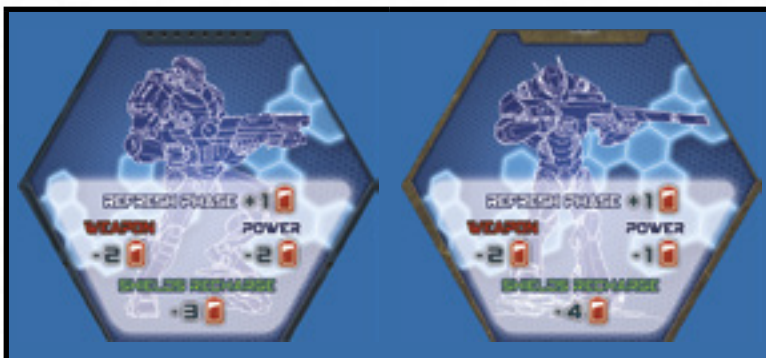 REFRESH PHASE +1
WEAPON POWER
-2 -2
SHIELDS RECHARGE
-3
REFRESH PHASE +1
WEAPON POWER
-2 -1
SHIELDS RECHARGE
-4